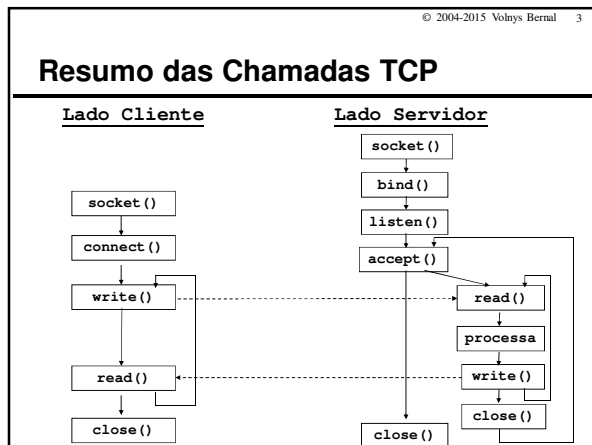 © 2004-2015 Volnys Bernal 3
Resumo das Chamadas TCP
Lado Cliente
socket()
connect()
write()
read()
close()
Lado Servidor
socket()
bind()
listen()
accept()
read()
processa
write()
close()
close()